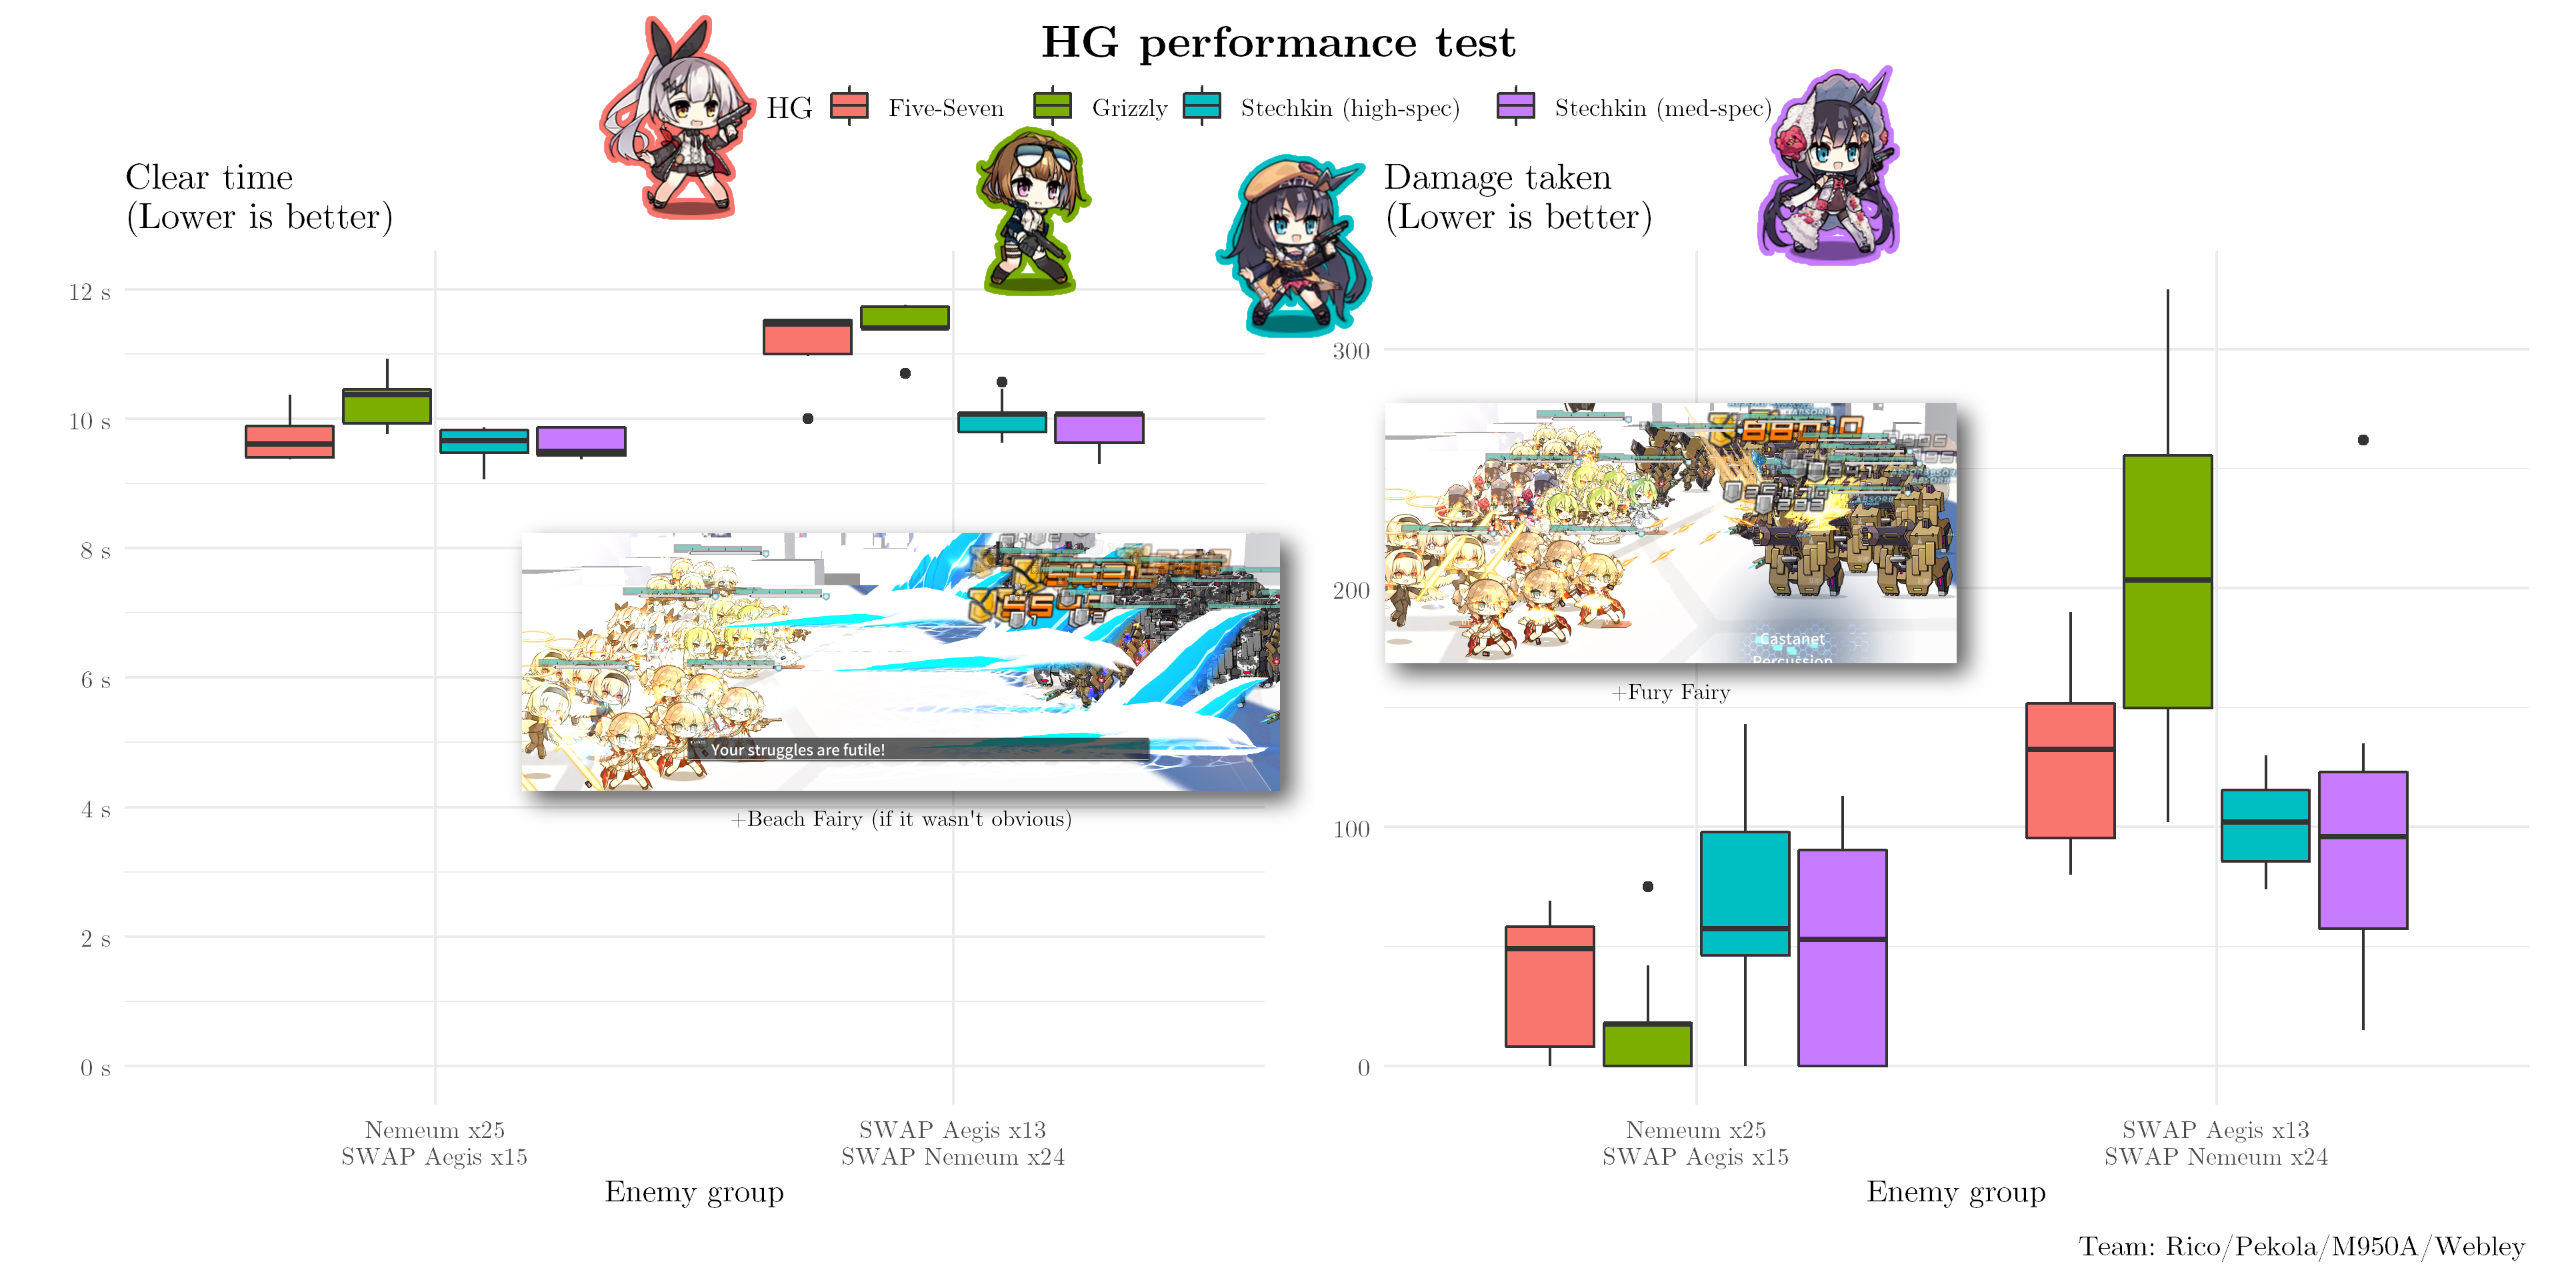 HG performance test
HG Five-Seven Grizzly Stechkin (high-spec) Stechkin (med-spec)
Clear time
(Lower is better)
12 s
10 s
8 s
6 s
4 s
2 s
0 s
Your struggles are futile!
+Beach Fairy (if it wasn't obvious)
Nemeum x25
SWAP Aegis x15
SWAP Aegis x13
SWAP Nemeum x24
Enemy group
Damage taken
(Lower is better)
300
200
100
0
ABSORB
Castanet
Percussion
+Fury Fairy
Nemeum x25
SWAP Aegis x15
SWAP Aegis x13
SWAP Nemeum x24
Enemy group
Team: Rico/Pekola/M950A/Webley